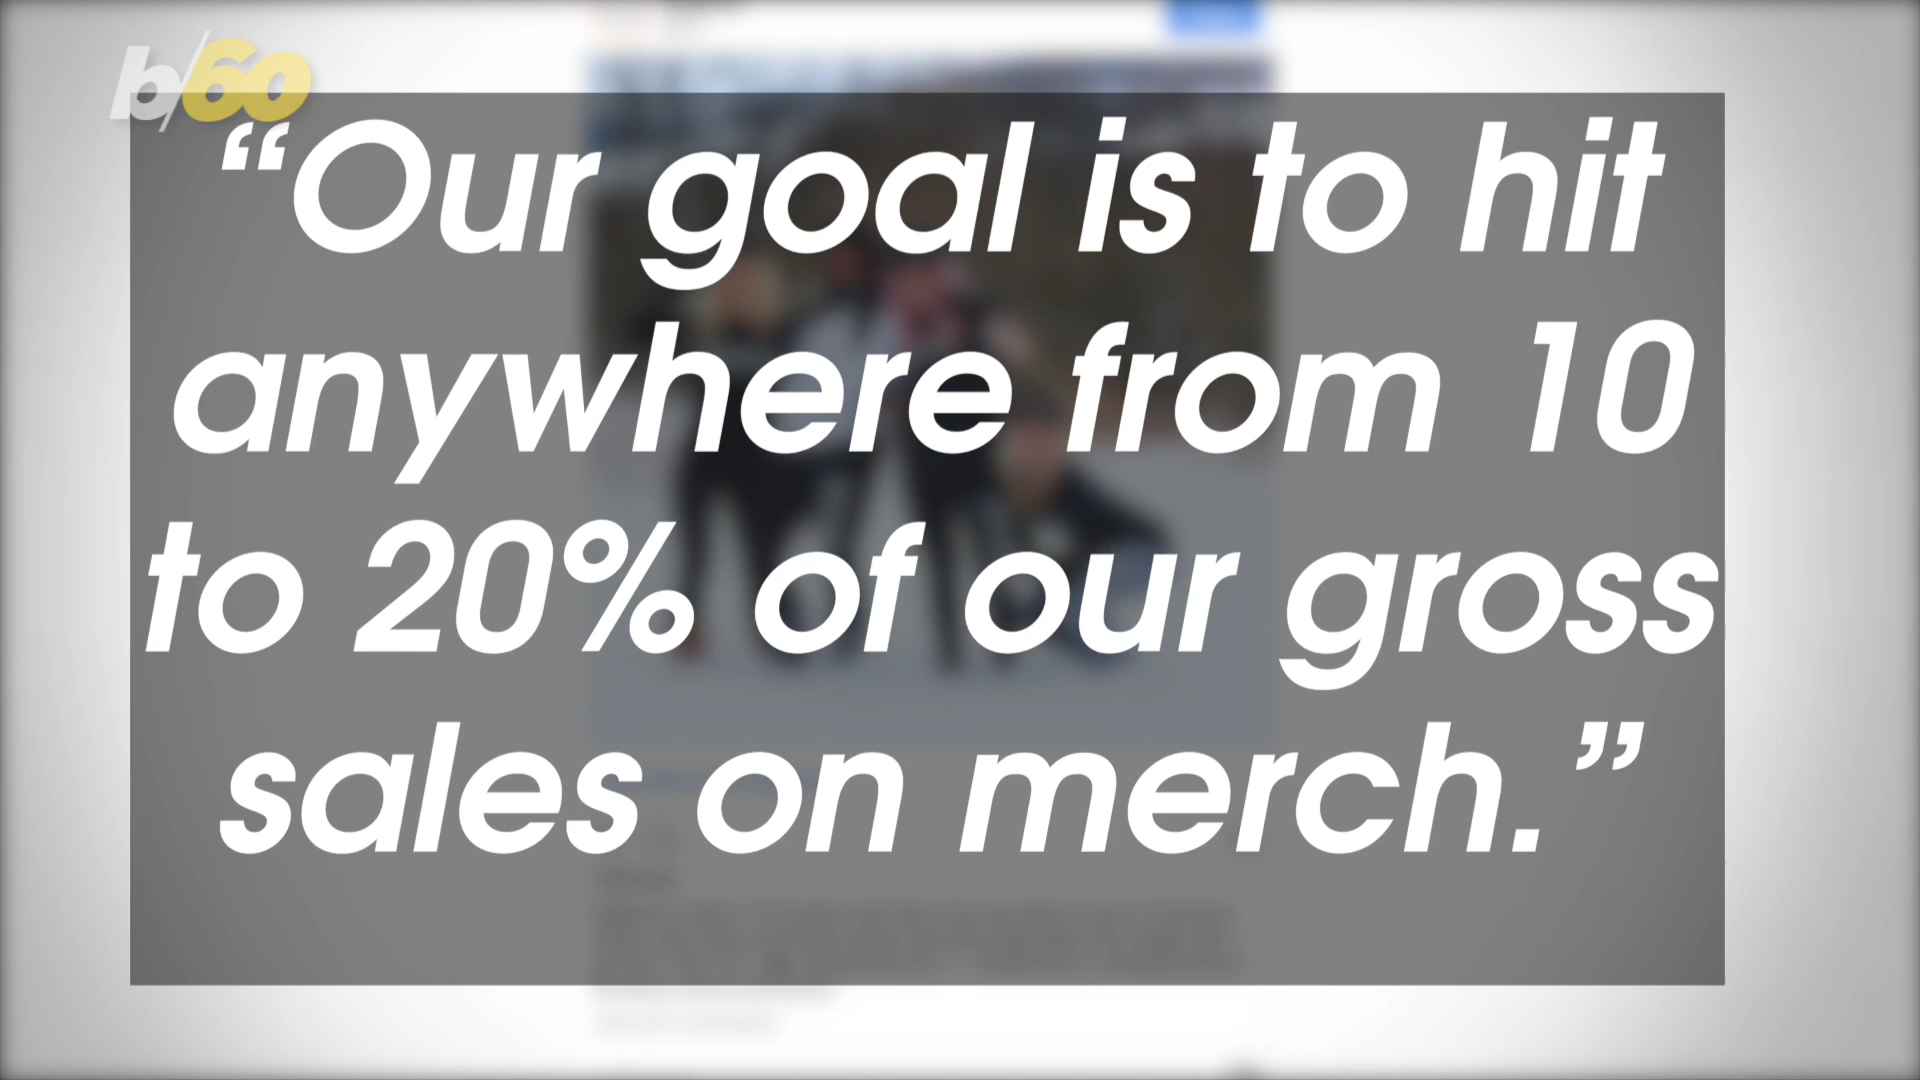 b/60
“Our goal is to hit
anywhere from 10
to 20% of our gross
sales on merch.”